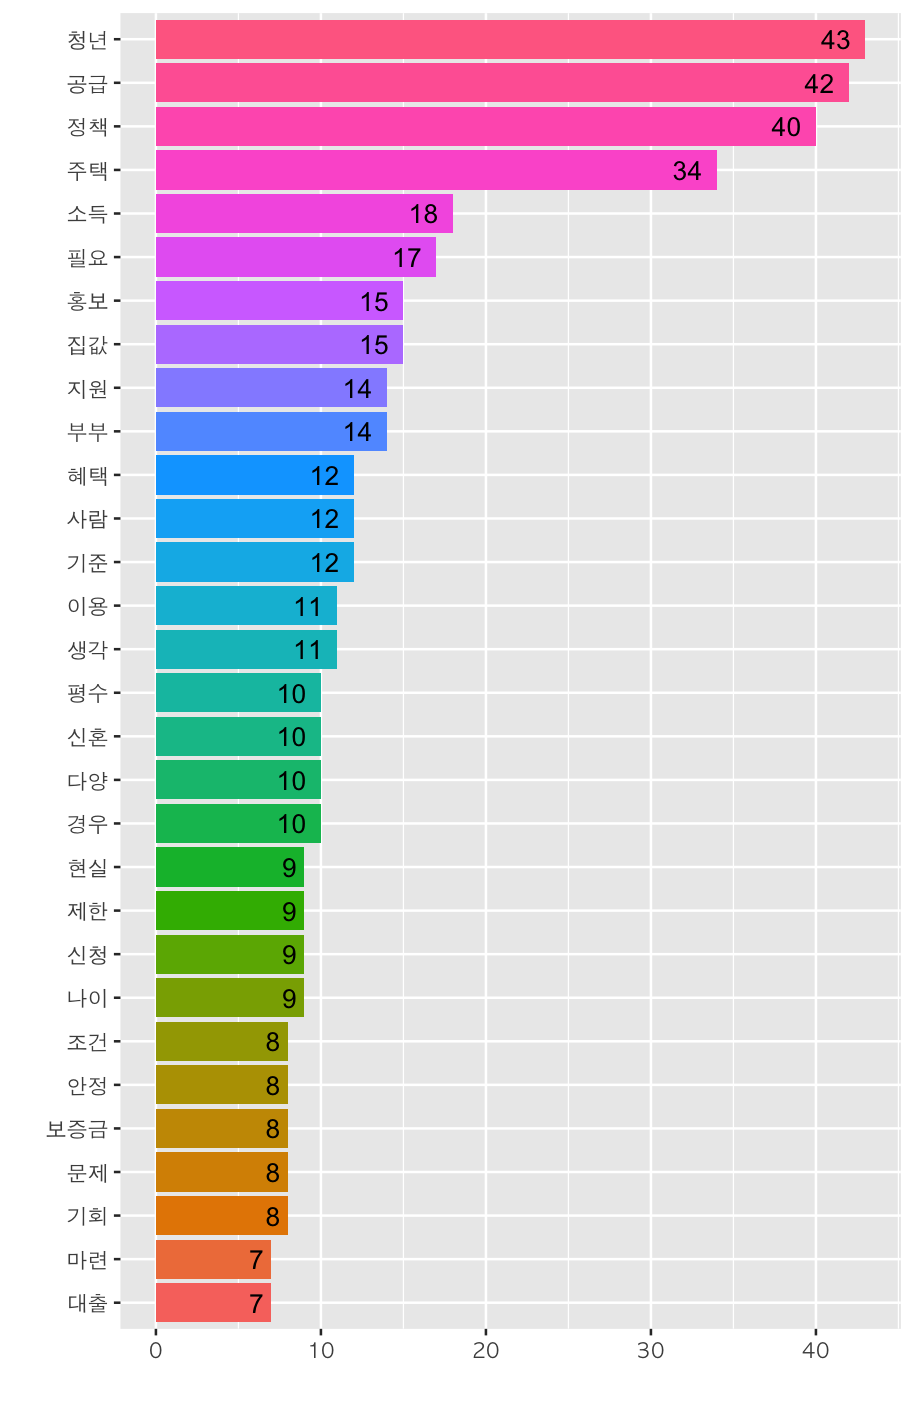 청년 43
공급 42
정책 40
주택 34
소득 18
필요 17
홍보 15
집값 15
지원 14
부부 14
혜택 12
사람 12
기준 12
이용 11
생각 11
평수 10
신혼 10
다양 10
경우 10
현실 9
제한 9
신청 9
나이 9
조건 8
안정 8
보증금 8
문제 8
기회 8
마련 7
대출 7
0 10 20 30 40